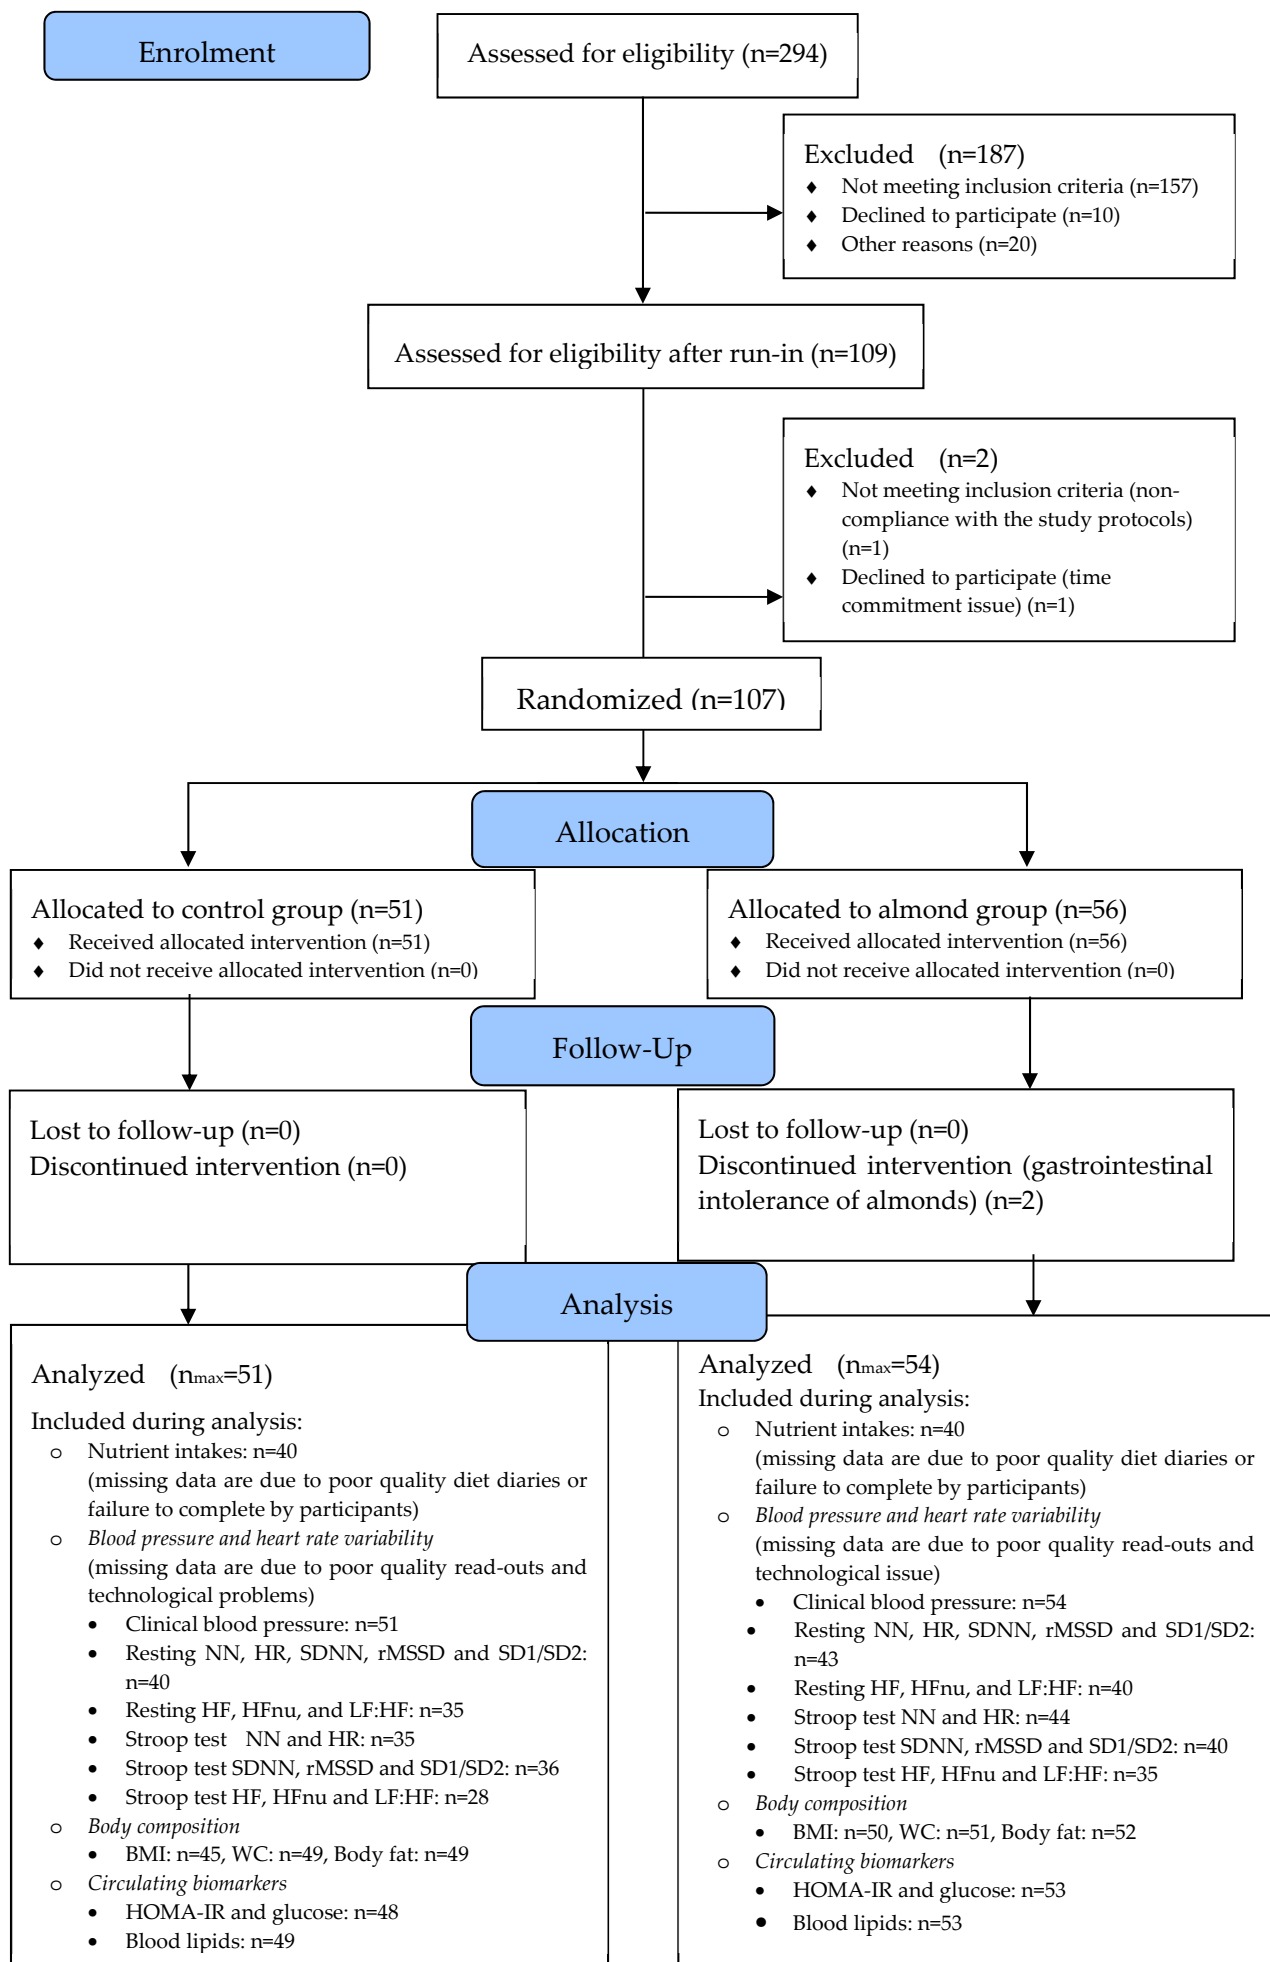 Enrolment
Assessed for eligibility (n=294)
Excluded (n=187)
♦ Not meeting inclusion criteria (n=157)
♦ Declined to participate (n=10)
♦ Other reasons (n=20)
Assessed for eligibility after run-in (n=109)
Excluded (n=2)
♦ Not meeting inclusion criteria (non-
compliance with the study protocols)
(n=1)
♦ Declined to participate (time
commitment issue) (n=1)
Randomized (n=107)
Allocation
Allocated to control group (n=51)
♦ Received allocated intervention (n=51)
♦ Did not receive allocated intervention (n=0)
Allocated to almond group (n=56)
♦ Received allocated intervention (n=56)
♦ Did not receive allocated intervention (n=0)
Follow-Up
Lost to follow-up (n=0)
Discontinued intervention (n=0)
Lost to follow-up (n=0)
Discontinued intervention (gastrointestinal
intolerance of almonds) (n=2)
Analysis
Analyzed (nmax=51)
Included during analysis:
o Nutrient intakes: n=40
(missing data are due to poor quality diet diaries or
failure to complete by participants)
o Blood pressure and heart rate variability
(missing data are due to poor quality read-outs and
technological problems)
• Clinical blood pressure: n=51
• Resting NN, HR, SDNN, rMSSD and SD1/SD2:
n=40
• Resting HF, HFnu, and LF:HF: n=35
• Stroop test NN and HR: n=35
• Stroop test SDNN, rMSSD and SD1/SD2: n=36
• Stroop test HF, HFnu and LF:HF: n=28
o Body composition
• BMI: n=45, WC: n=49, Body fat: n=49
o Circulating biomarkers
• HOMA-IR and glucose: n=48
• Blood lipids: n=49
Analyzed (nmax=54)
Included during analysis:
o Nutrient intakes: n=40
(missing data are due to poor quality diet diaries or
failure to complete by participants)
o Blood pressure and heart rate variability
(missing data are due to poor quality read-outs and
technological issue)
• Clinical blood pressure: n=54
• Resting NN, HR, SDNN, rMSSD and SD1/SD2:
n=43
• Resting HF, HFnu, and LF:HF: n=40
• Stroop test NN and HR: n=44
• Stroop test SDNN, rMSSD and SD1/SD2: n=40
• Stroop test HF, HFnu and LF:HF: n=35
o Body composition
• BMI: n=50, WC: n=51, Body fat: n=52
o Circulating biomarkers
• HOMA-IR and glucose: n=53
• Blood lipids: n=53